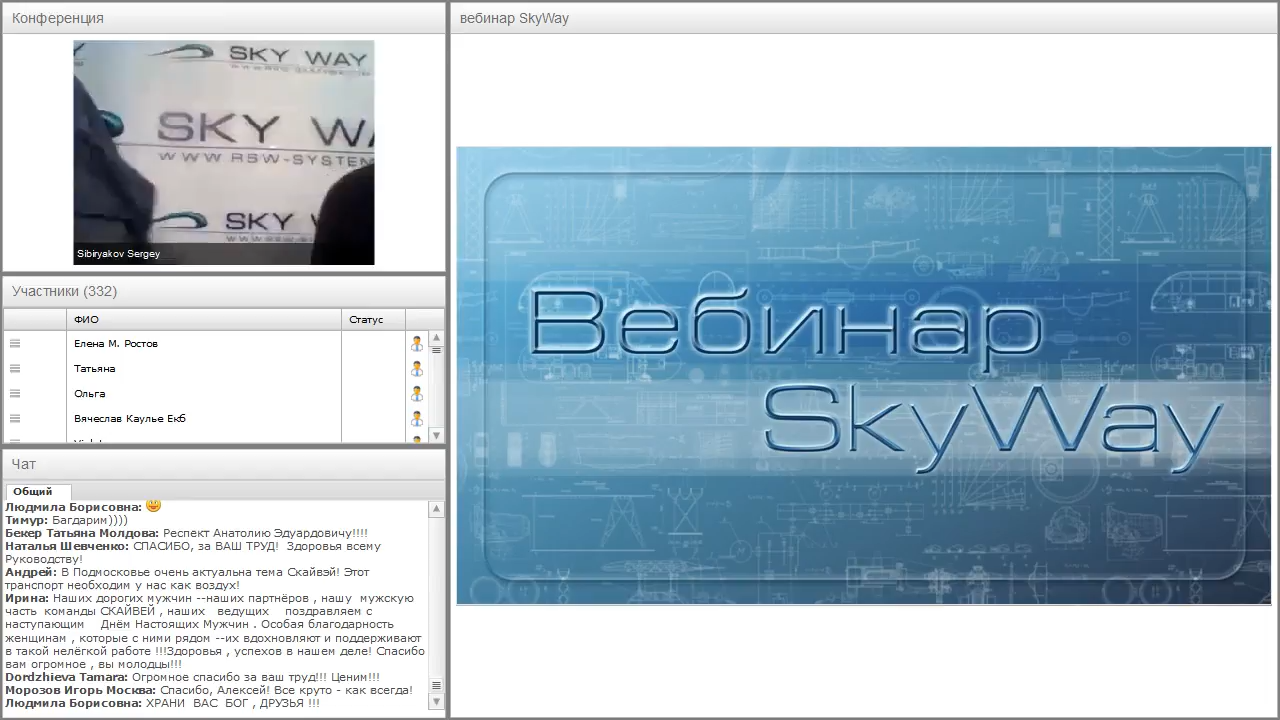 Конференция
SKY WAY
SKY WA
WWW RSW-SYSTEM
SKY W
Sibiryakov Sergey
Участники (332)
ФИО
Статус
Елена М. Ростов
Татьяна
Ольга
Вячеслав Каулье Екб
Чат
Общий
Людмила Борисовна:
Тимур: Багдарим))))
Бекер Татьяна Молдова: Респект Анатолию Эдуардовичу!!!!
Наталья Шевченко: СПАСИБО, за ВАШ ТРУД! Здоровья всему
Руководству!
Андрей: В Подмосковье очень актуальна тема Скайвэй! Этот
транспорт необходим у нас как воздух!
Ирина: Наших дорогих мужчин --наших партнёров , нашу мужскую
часть команды СКАЙВЕЙ , наших ведущих поздравляем с
наступающим Днём Настоящих Мужчин . Особая благодарность
женщинам , которые с ними рядом --их вдохновляют и поддерживают
в такой нелёгкой работе !!!Здоровья , успехов в нашем деле! Спасибо
вам огромное , вы молодцы!!!
Dordzhieva Tamara: Огромное спасибо за ваш труд!!! Ценим!!!
Морозов Игорь Москва: Спасибо, Алексей! Все круто - как всегда!
Людмила Борисовна: ХРАНИ ВАС БОГ , ДРУЗЬЯ !!!
вебинар SkyWay
Вебинар
SkyWay